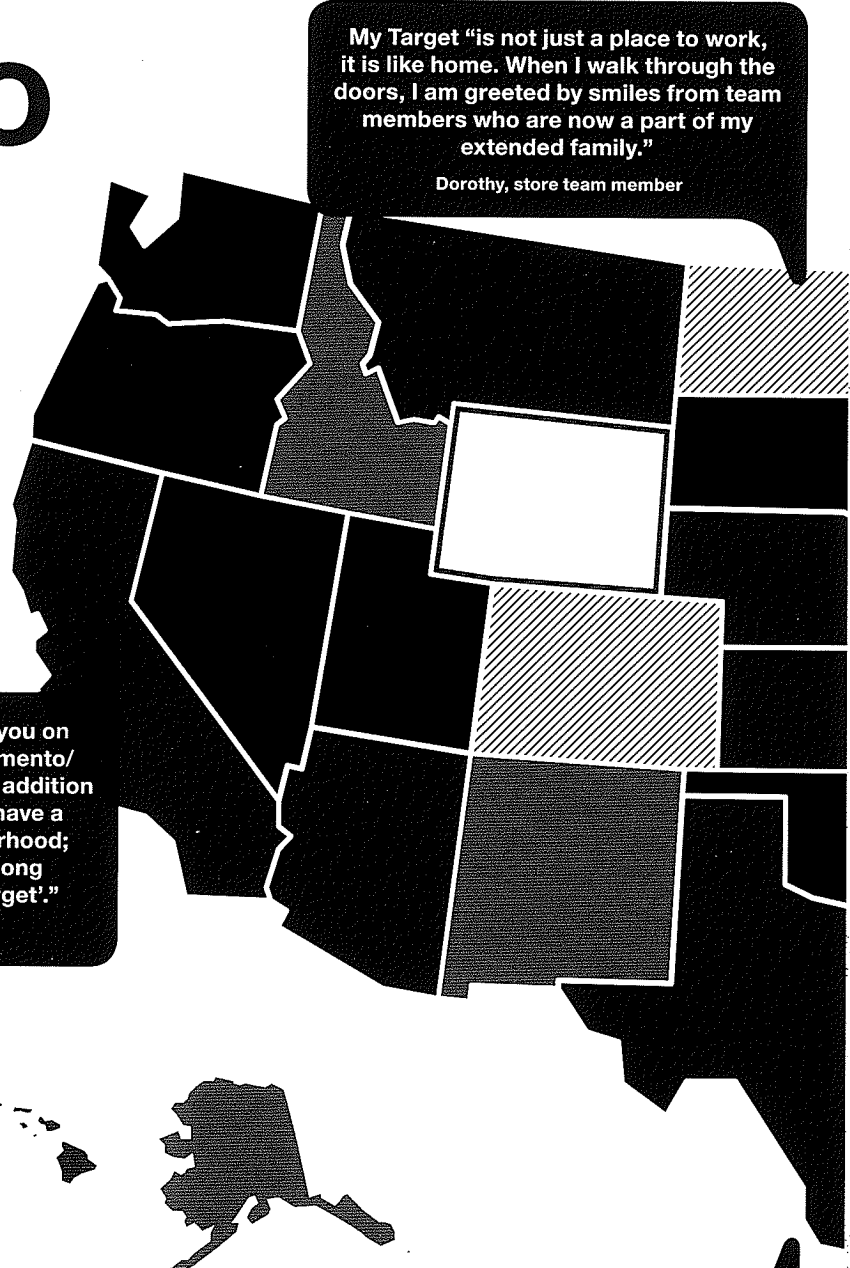 My Target “is not just a place to work,
it is like home. When I walk through the
doors, I am greeted by smiles from team
members who are now a part of my
extended family.”
Dorothy, store team member
you on
mento/
addition
have a
rhood;
ong
get’.”